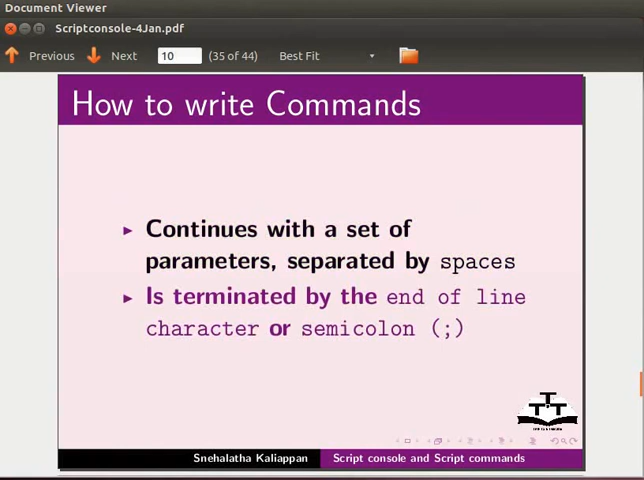 Document Viewer
Scriptconsole-4Jan.pdf
Previous Next 10 (35 of 44) Best Fit
How to write Commands
Continues with a set of
parameters, separated by spaces
Is terminated by the end of line
character or semicolon (;)
Snehalatha Kaliappan Script console and Script commands